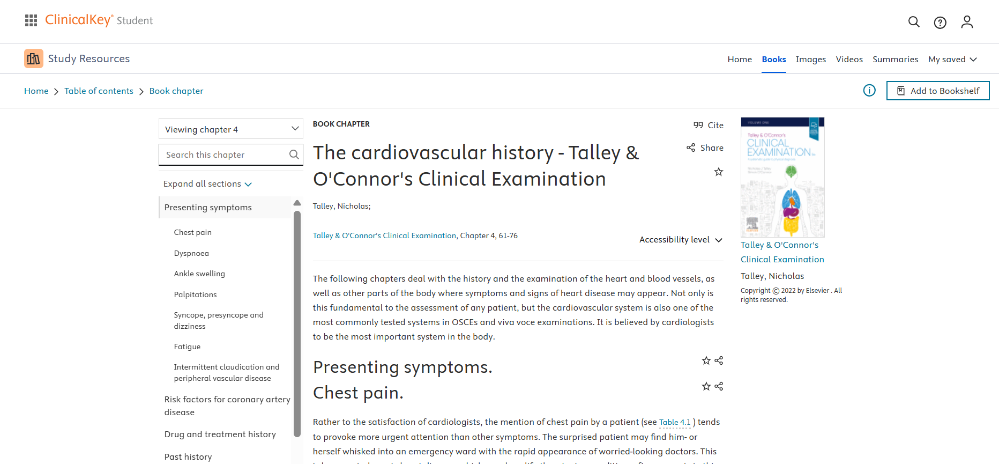 ClinicalKey® Student
Study Resources
Home
Books
Images
Videos
Summaries
My saved
Home
Table of contents
Book chapter
Add to Bookshelf
Viewing chapter 4
Search this chapter
Expand all sections
Presenting symptoms
Chest pain
Dyspnoea
Ankle swelling
Palpitations
Syncope, presyncope and
dizziness
Fatigue
Intermittent claudication and
peripheral vascular disease
Risk factors for coronary artery
disease
Drug and treatment history
Past history
BOOK CHAPTER
Cite
The cardiovascular history - Talley &
O'Connor's Clinical Examination
Share
Talley, Nicholas;
Talley & O'Connor's Clinical Examination, Chapter 4, 61-76
Accessibility level
The following chapters deal with the history and the examination of the heart and blood vessels, as
well as other parts of the body where symptoms and signs of heart disease may appear. Not only is
this fundamental to the assessment of any patient, but the cardiovascular system is also one of the
most commonly tested systems in OSCEs and viva voce examinations. It is believed by cardiologists
to be the most important system in the body.
Presenting symptoms.
Chest pain.
Rather to the satisfaction of cardiologists, the mention of chest pain by a patient (see Table 4.1 ) tends
to provoke more urgent attention than other symptoms. The surprised patient may find him- or
herself whisked into an emergency ward with the rapid appearance of worried-looking doctors. This
VOLUME ONE
Talley & O'Connor's
CLINICAL
EXAMINATION
A systematic guide to physical diagnosis
Nicholas J Talley
Simon O'Connor
ELSEVIER
Talley & O'Connor's
Clinical Examination
Talley, Nicholas
Copyright © 2022 by Elsevier . All
rights reserved.